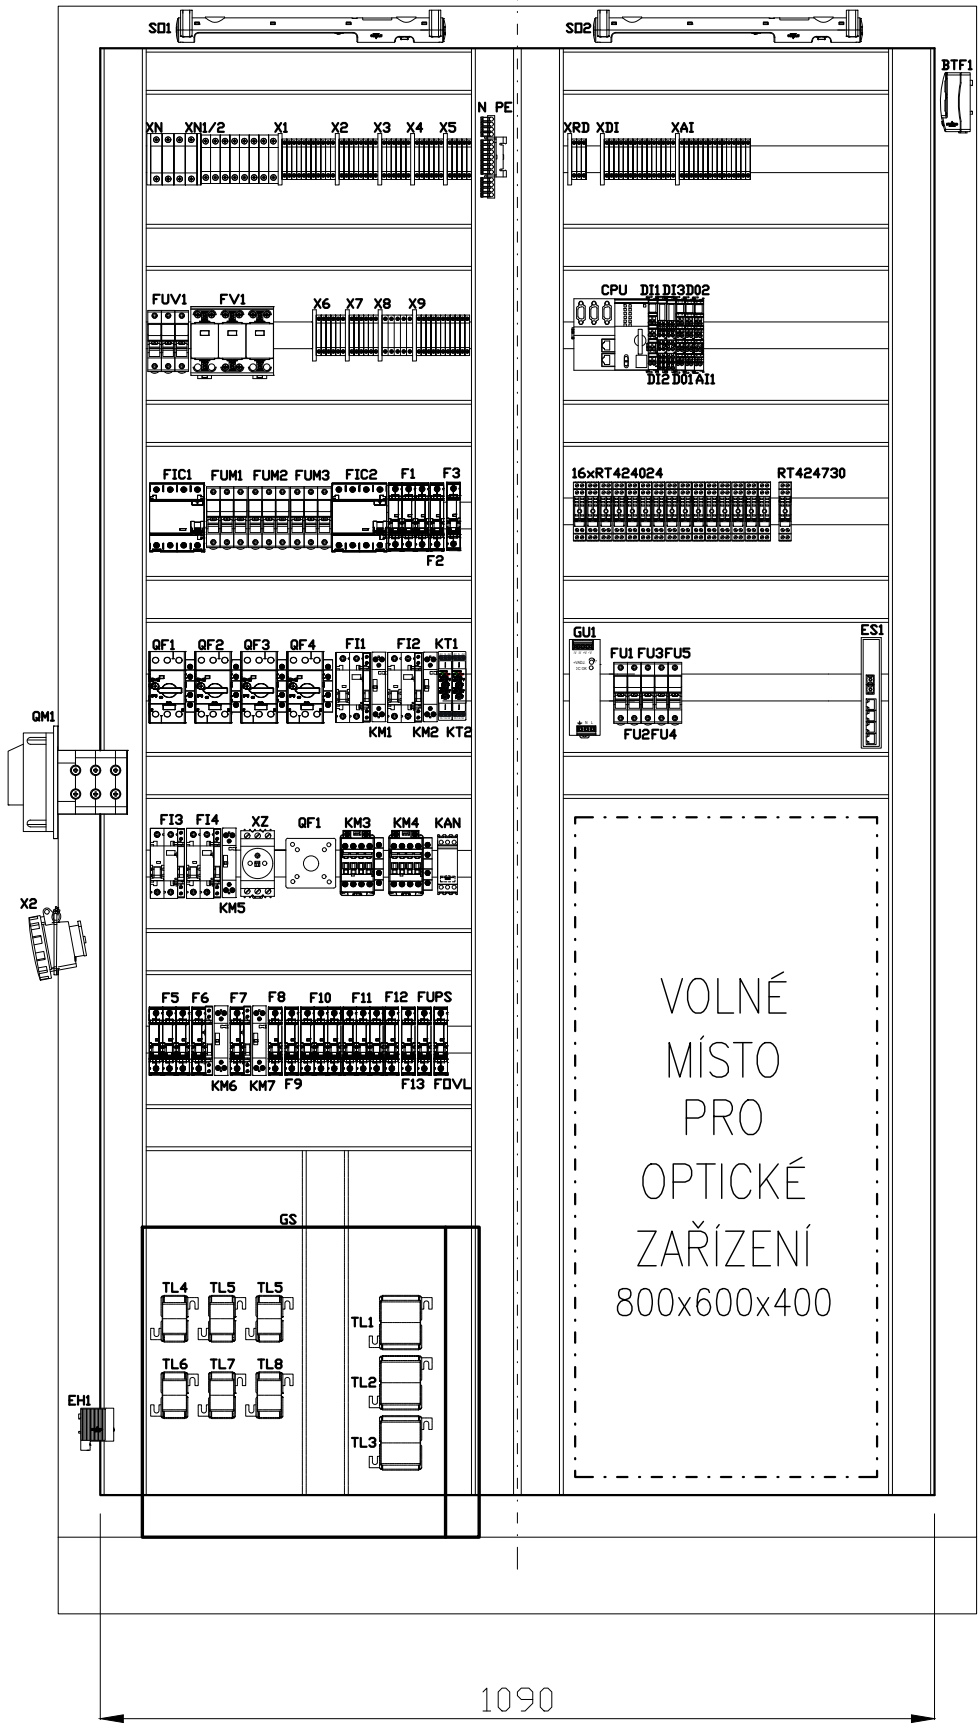 SO1 SO2
BTF1
XN XN1/2 X1 X2 X3 X4 X5 N PE XRD XDI XAI
FUV1 FV1 X6 X7 X8 X9 CPU DI1 DI3 DO2
DI2 DO1 AI1
FIC1 FUM1 FUM2 FUM3 FIC2 F1 F3 16xRT424024 RT424730
F2
QF1 QF2 QF3 QF4 FI1 FI2 KT1 GU1 FU1 FU3 FU5 ES1
KM1 KM2 KT2 FU2 FU4
QM1
FI3 FI4 XZ QF1 KM3 KM4 KAN
KM5
X2
F5 F6 F7 F8 F10 F11 F12 FUPS
KM6 KM7 F9 F13 FOVL
VOLNÉ
MÍSTO
PRO
OPTICKÉ
ZAŘÍZENÍ
800x600x400
GS
TL4 TL5 TL5
TL1
TL6 TL7 TL8
TL2
EH1
TL3
1090